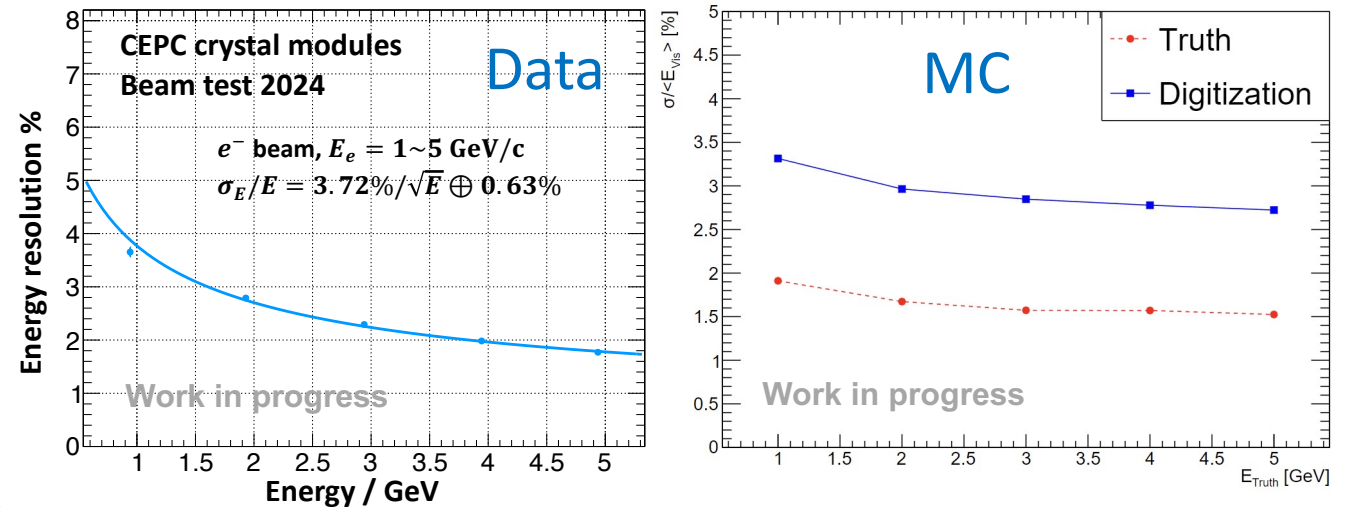 CEPC crystal modules
Beam test 2024
Data
e⁻ beam, Eₑ = 1~5 GeV/c
σ_E/E = 3.72%/√E ⊕ 0.63%
Work in progress
Energy resolution %
8
7
6
5
4
3
2
1
0
1 1.5 2 2.5 3 3.5 4 4.5 5
Energy / GeV
MC
Truth
Digitization
Work in progress
σ/<E_Vis> [%]
5
4.5
4
3.5
3
2.5
2
1.5
1
0.5
0
1 1.5 2 2.5 3 3.5 4 4.5 5
E_Truth [GeV]